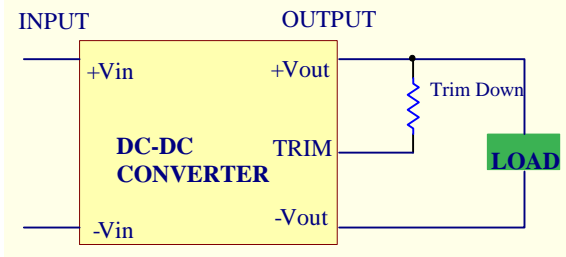 INPUT
OUTPUT
+Vin
+Vout
Trim Down
DC-DC
CONVERTER
TRIM
LOAD
-Vin
-Vout